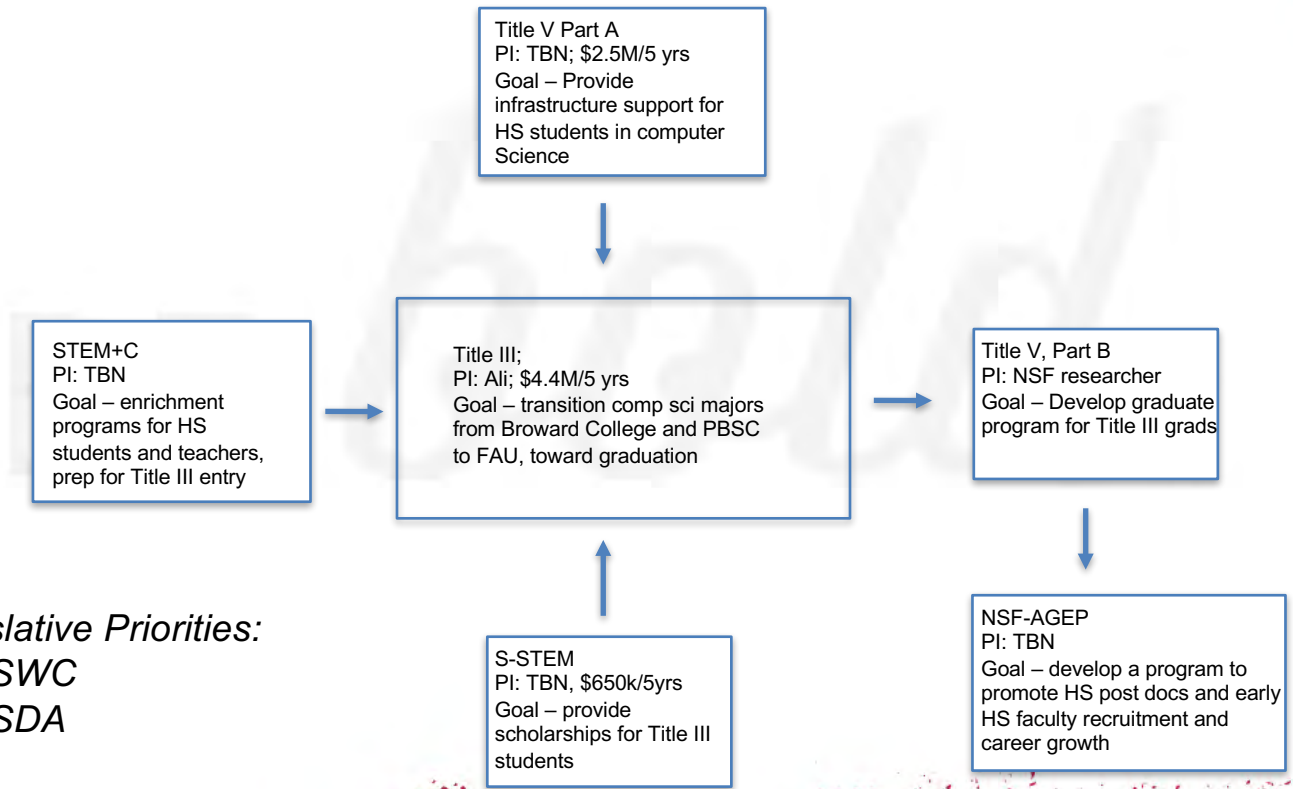 Title V Part A
PI: TBN; $2.5M/5 yrs
Goal – Provide
infrastructure support for
HS students in computer
Science
STEM+C
PI: TBN
Goal – enrichment
programs for HS
students and teachers,
prep for Title III entry
Title III;
PI: Ali; $4.4M/5 yrs
Goal – transition comp sci majors
from Broward College and PBSC
to FAU, toward graduation
Title V, Part B
PI: NSF researcher
Goal – Develop graduate
program for Title III grads
slative Priorities:
SWC
SDA
S-STEM
PI: TBN, $650k/5yrs
Goal – provide
scholarships for Title III
students
NSF-AGEP
PI: TBN
Goal – develop a program to
promote HS post docs and early
HS faculty recruitment and
career growth
bold